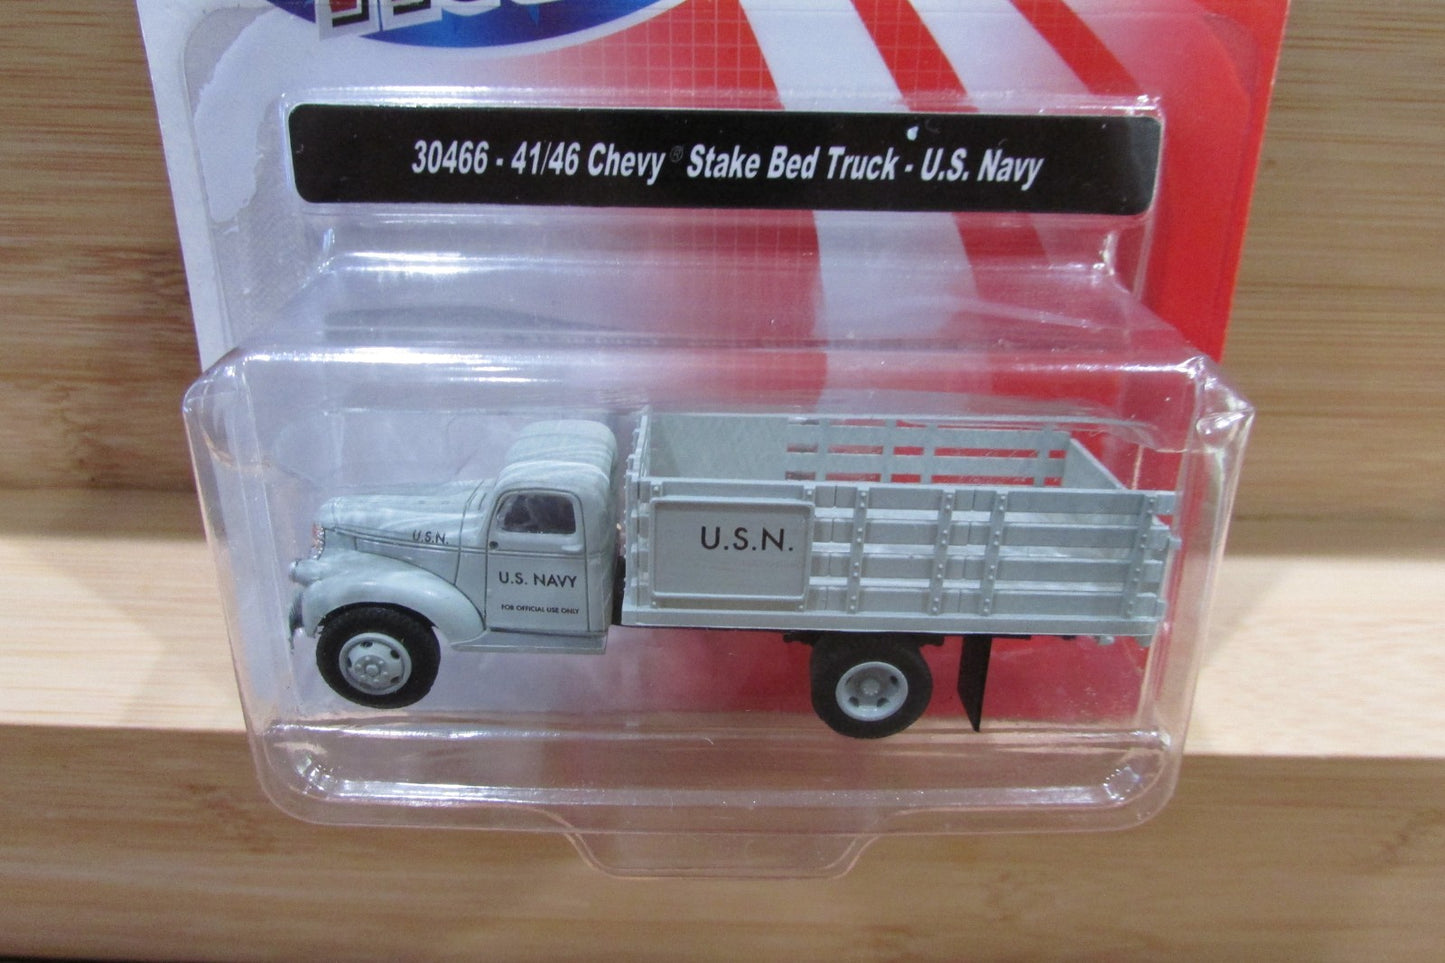 30466 - 41/46 Chevy® Stake Bed Truck - U.S. Navy
U.S.N.
U.S.N.
U.S. NAVY
FOR OFFICIAL USE ONLY